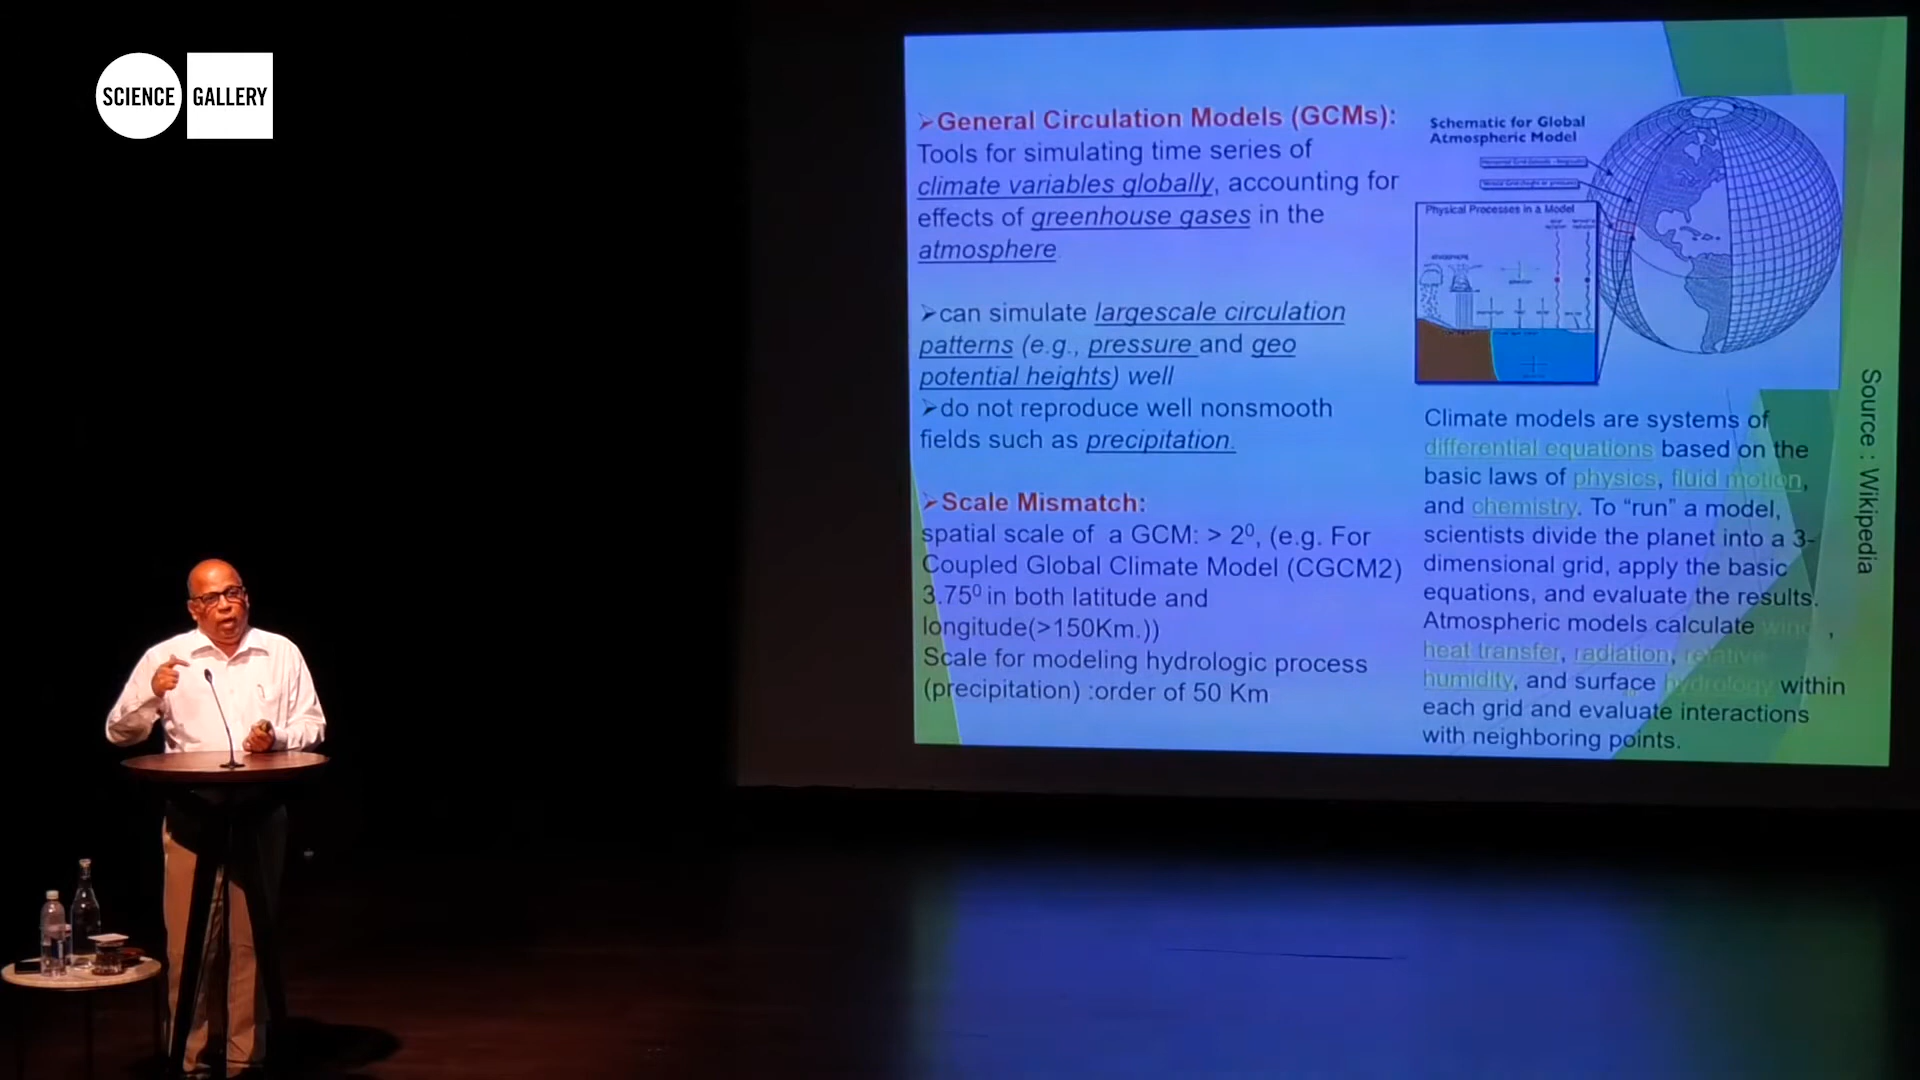 SCIENCE GALLERY
➢General Circulation Models (GCMs):
Tools for simulating time series of
climate variables globally, accounting for
effects of greenhouse gases in the
atmosphere
➢can simulate largescale circulation
patterns (e.g., pressure and geo
potential heights) well
➢do not reproduce well nonsmooth
fields such as precipitation.
➢Scale Mismatch:
spatial scale of a GCM: > 2⁰, (e.g. For
Coupled Global Climate Model (CGCM2)
3.75⁰ in both latitude and
longitude(>150Km.))
Scale for modeling hydrologic process
(precipitation) :order of 50 Km
Schematic for Global
Atmospheric Model
Physical Processes in a Model
Climate models are systems of
differential equations based on the
basic laws of physics, fluid motion,
and chemistry. To “run” a model,
scientists divide the planet into a 3-
dimensional grid, apply the basic
equations, and evaluate the results.
Atmospheric models calculate winds,
heat transfer, radiation, relative
humidity, and surface hydrology within
each grid and evaluate interactions
with neighboring points.
Source : Wikipedia